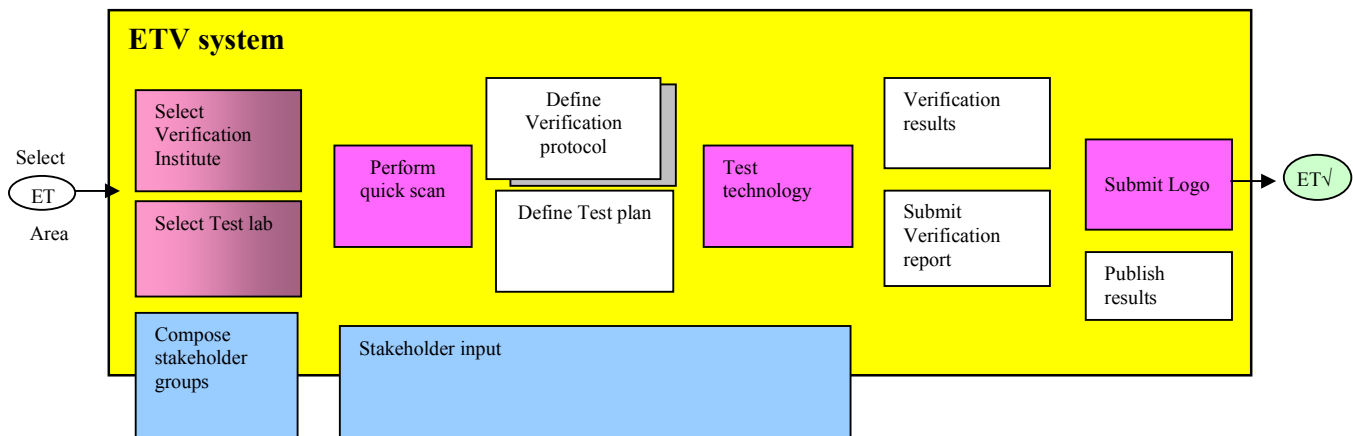 ETV system
Select
ET
Area
Select
Verification
Institute
Select Test lab
Compose
stakeholder
groups
Perform
quick scan
Define
Verification
protocol
Define Test plan
Stakeholder input
Test
technology
Verification
results
Submit
Verification
report
Submit Logo
Publish
results
ET√